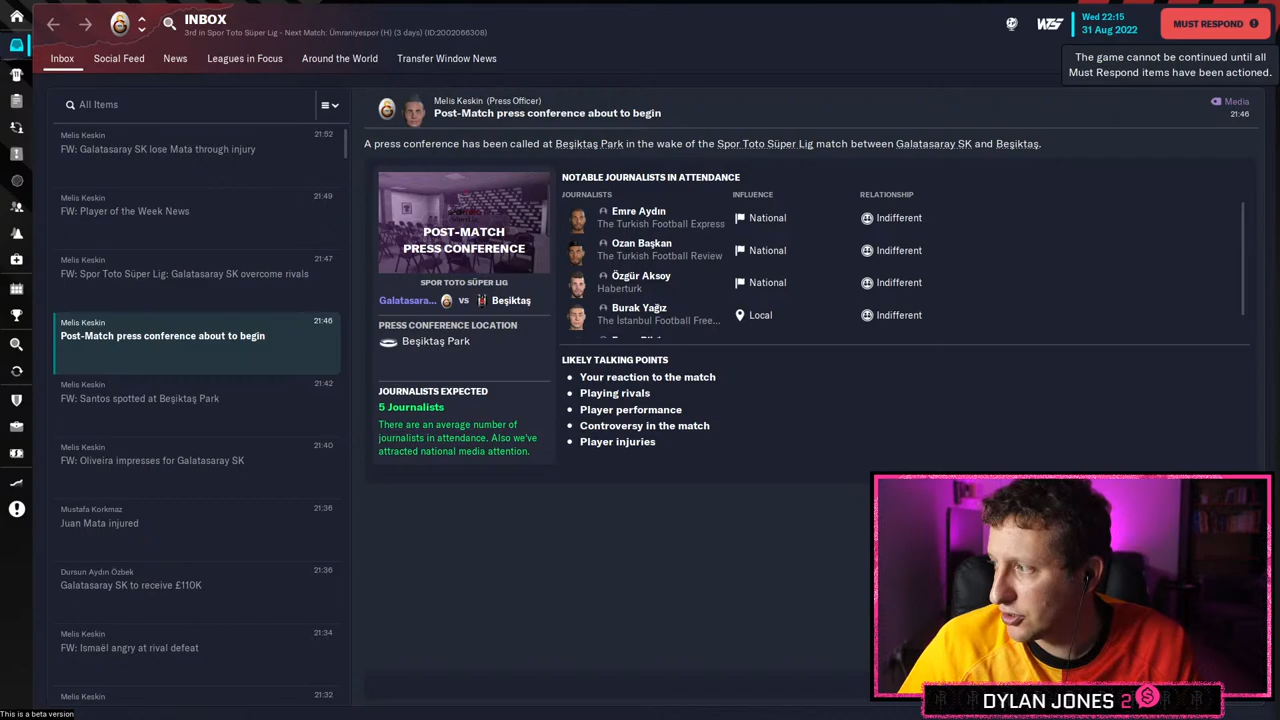 INBOX
3rd in Spor Toto Süper Lig - Next Match: Ümraniyespor (H) (3 days) (ID:2002066308)
Wed 22:15
31 Aug 2022
MUST RESPOND
The game cannot be continued until all
Must Respond items have been actioned.
Inbox
Social Feed
News
Leagues in Focus
Around the World
Transfer Window News
All Items
Melis Keskin
21:52
FW: Galatasaray SK lose Mata through injury
Melis Keskin
21:49
FW: Player of the Week News
Melis Keskin
21:47
FW: Spor Toto Süper Lig: Galatasaray SK overcome rivals
Melis Keskin
21:46
Post-Match press conference about to begin
Melis Keskin
21:42
FW: Santos spotted at Beşiktaş Park
Melis Keskin
21:40
FW: Oliveira impresses for Galatasaray SK
Mustafa Korkmaz
21:36
Juan Mata injured
Dursun Aydın Özbek
21:36
Galatasaray SK to receive £110K
Melis Keskin
21:34
FW: Ismaël angry at rival defeat
Melis Keskin
21:32
Melis Keskin (Press Officer)
Post-Match press conference about to begin
Media
21:46
A press conference has been called at Beşiktaş Park in the wake of the Spor Toto Süper Lig match between Galatasaray SK and Beşiktaş.
POST-MATCH
PRESS CONFERENCE
SPOR TOTO SÜPER LIG
Galatasara... vs Beşiktaş
PRESS CONFERENCE LOCATION
Beşiktaş Park
JOURNALISTS EXPECTED
5 Journalists
There are an average number of
journalists in attendance. Also we've
attracted national media attention.
NOTABLE JOURNALISTS IN ATTENDANCE
JOURNALISTS
INFLUENCE
RELATIONSHIP
Emre Aydın
The Turkish Football Express
National
Indifferent
Ozan Başkan
The Turkish Football Review
National
Indifferent
Özgür Aksoy
Haberturk
National
Indifferent
Burak Yağız
The İstanbul Football Free...
Local
Indifferent
LIKELY TALKING POINTS
Your reaction to the match
Playing rivals
Player performance
Controversy in the match
Player injuries
DYLAN JONES 2
This is a beta version